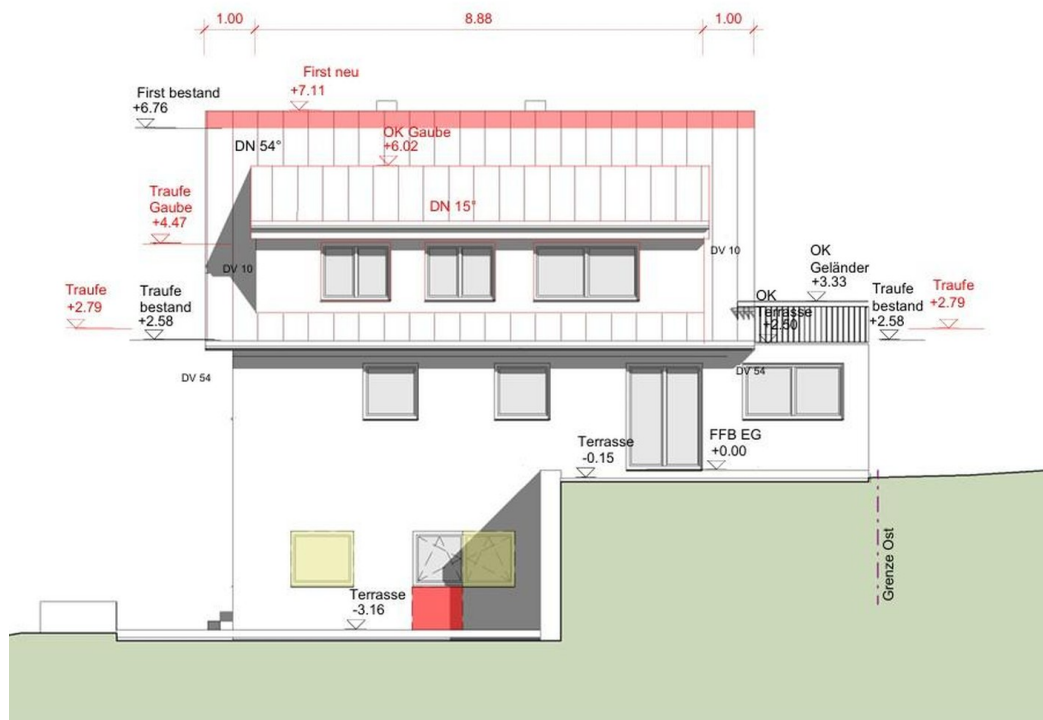 1.00
8.88
1.00
First neu
+7.11
First bestand
+6.76
OK Gaube
+6.02
DN 54°
Traufe
Gaube
+4.47
DN 15°
DV 10
DV 10
OK
Geländer
+3.33
Traufe
+2.79
Traufe
bestand
+2.58
OK
Terrasse
+2.50
Traufe
bestand
+2.58
Traufe
+2.79
DV 54
DV 54
Terrasse
-0.15
FFB EG
+0.00
Terrasse
-3.16
Grenze Ost